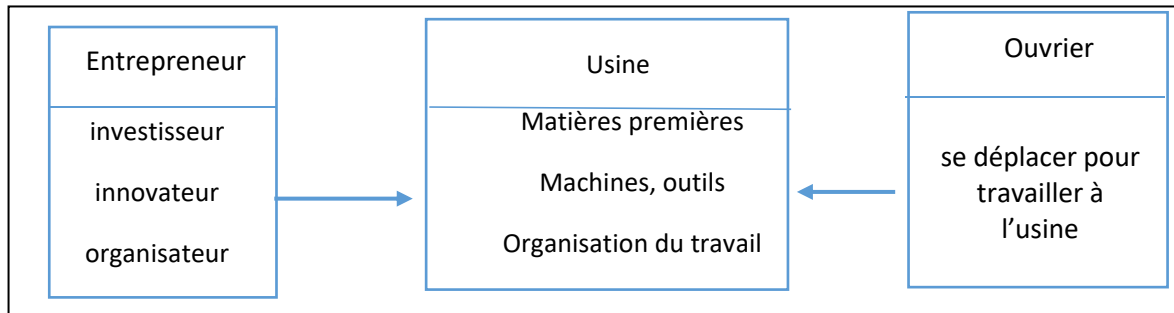 Entrepreneur
investisseur
innovateur
organisateur
Usine
Matières premières
Machines, outils
Organisation du travail
Ouvrier
se déplacer pour
travailler à
l’usine